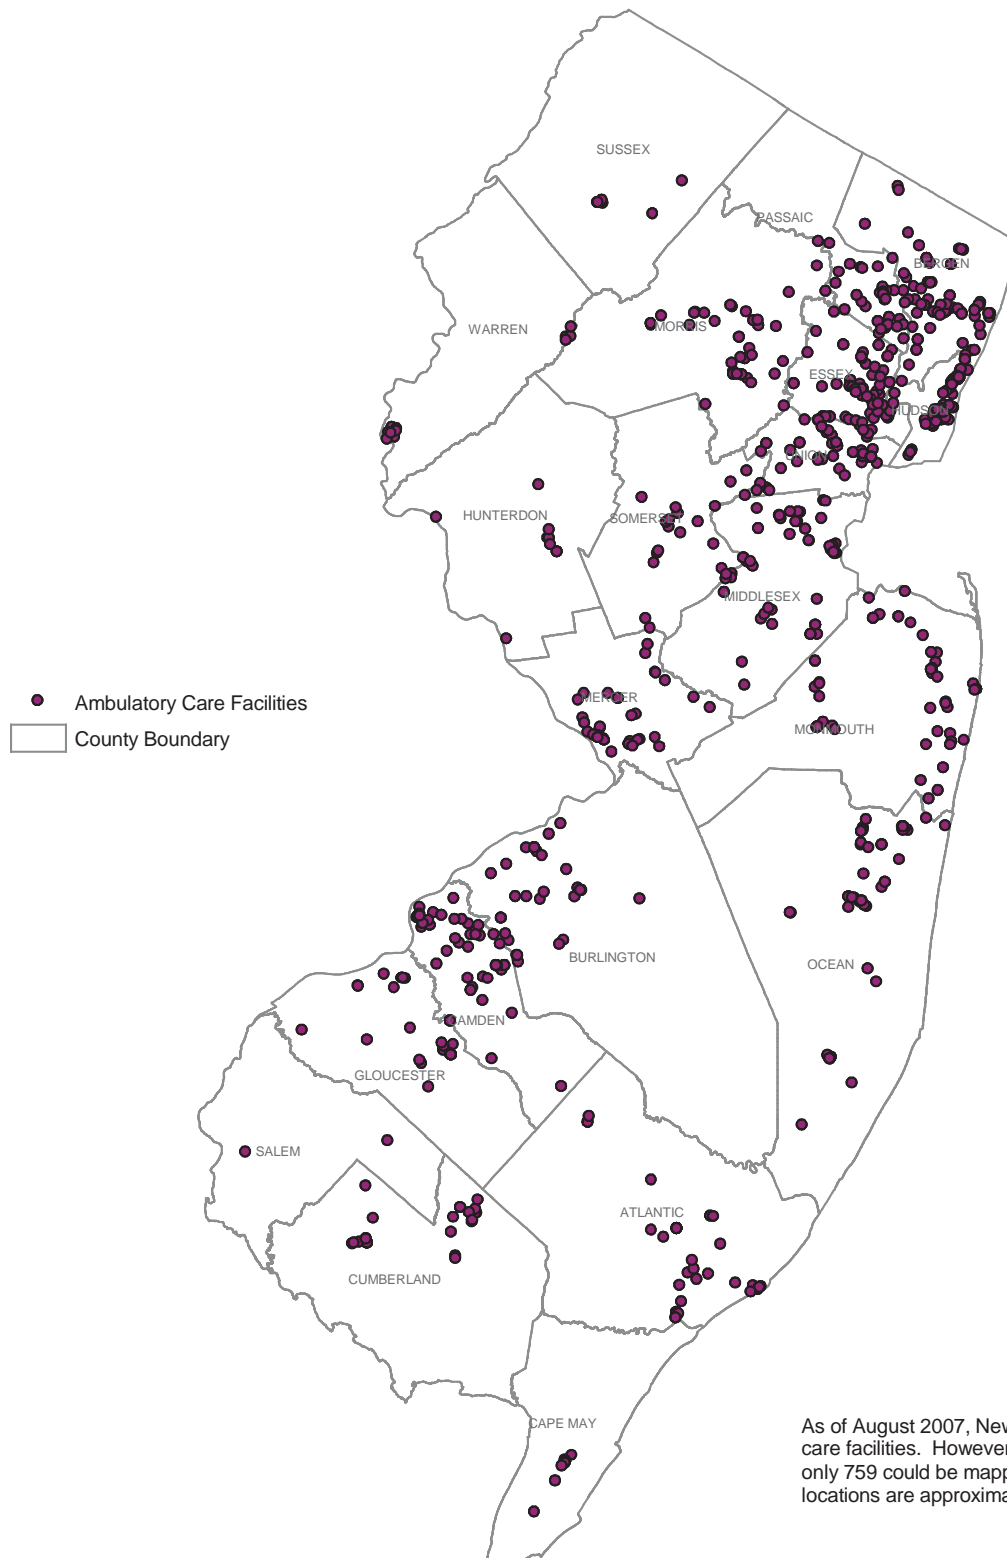 SUSSEX
PASSAIC
BERGEN
WARREN
MORRIS
ESSEX
HUDSON
UNION
HUNTERDON
SOMERSET
MIDDLESEX
MERCER
Ambulatory Care Facilities
County Boundary
MONMOUTH
BURLINGTON
OCEAN
CAMDEN
GLOUCESTER
SALEM
ATLANTIC
CUMBERLAND
CAPE MAY
As of August 2007, New
care facilities. However
only 759 could be mapp
locations are approxima